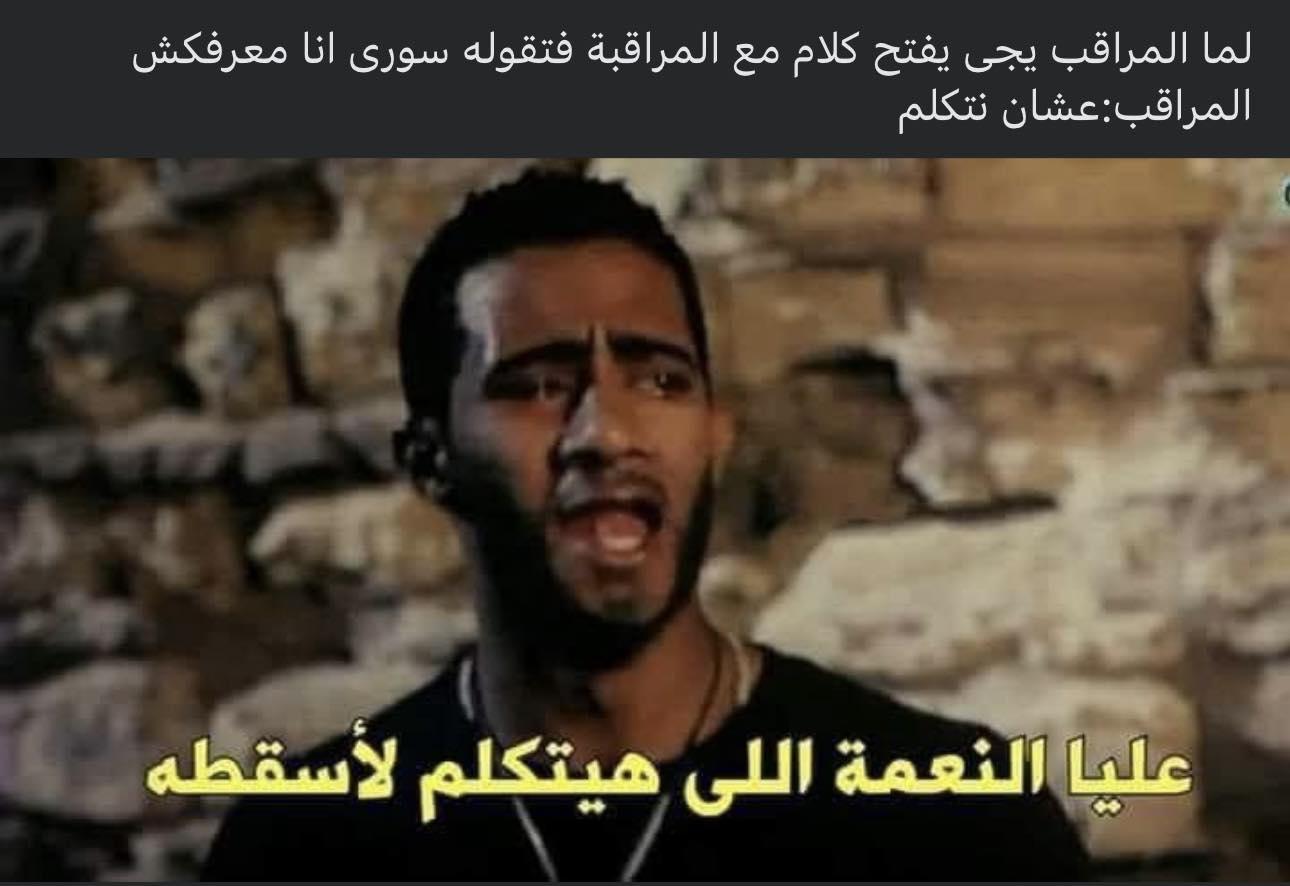 لما المراقب يجى يفتح كلام مع المراقبة فتقوله سورى انا معرفكش
المراقب:عشان نتكلم
عليا النعمة اللى هيتكلم لأسقطه